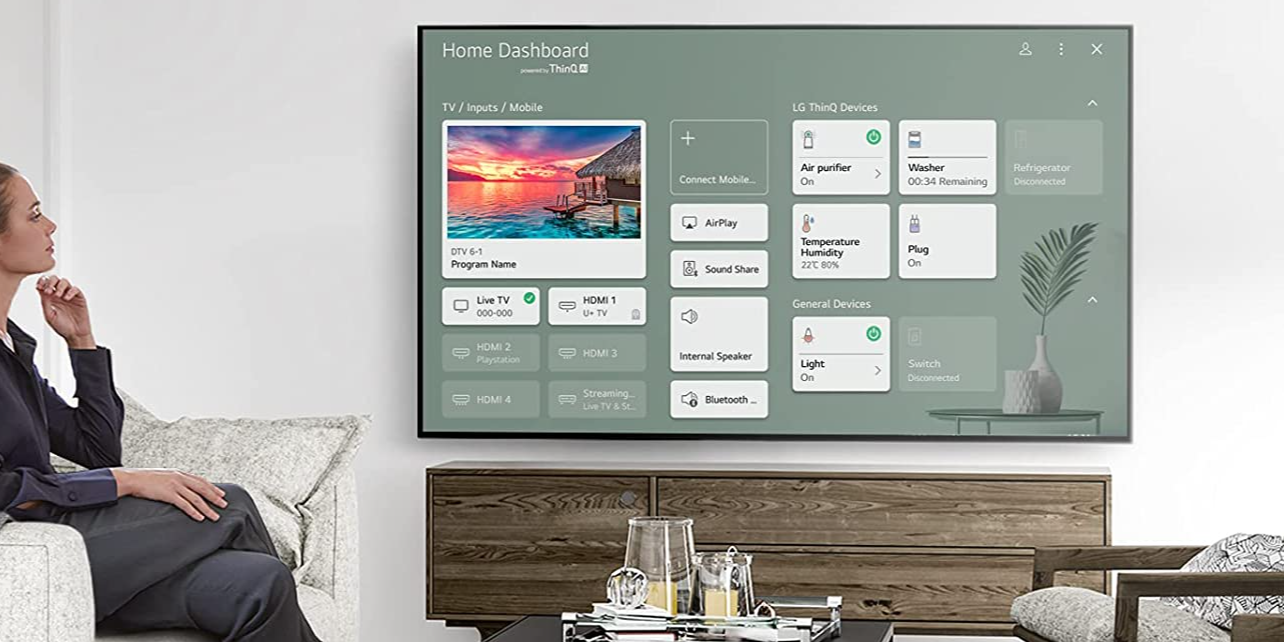 Home Dashboard
powered by ThinQ AI
TV / Inputs / Mobile
DTV 6-1
Program Name
Live TV
000-000
HDMI 1
U+ TV
HDMI 2
Playstation
HDMI 3
HDMI 4
Streaming...
Live TV & St...
Connect Mobile...
AirPlay
Sound Share
Internal Speaker
Bluetooth ...
LG ThinQ Devices
Air purifier
On
Washer
00:34 Remaining
Refrigerator
Disconnected
Temperature
Humidity
22℃ 80%
Plug
On
General Devices
Light
On
Switch
Disconnected